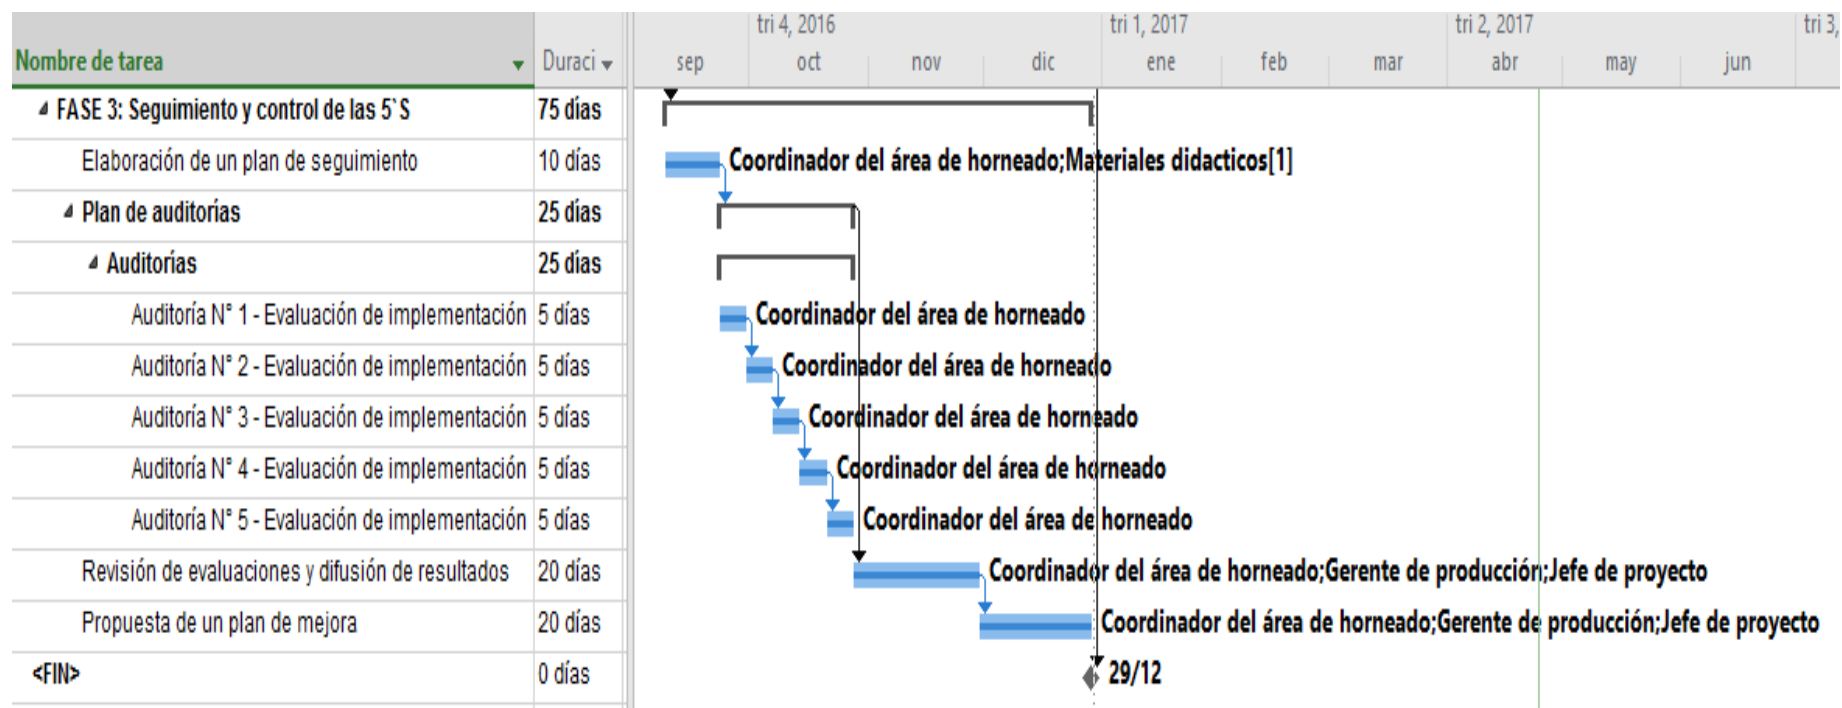 tri 4, 2016 tri 1, 2017 tri 2, 2017 tri 3,
Nombre de tarea Duraci sep oct nov dic ene feb mar abr may jun
FASE 3: Seguimiento y control de las 5`S 75 días
Elaboración de un plan de seguimiento 10 días Coordinador del área de horneado;Materiales didacticos[1]
Plan de auditorías 25 días
Auditorías 25 días
Auditoría N° 1 - Evaluación de implementación 5 días Coordinador del área de horneado
Auditoría N° 2 - Evaluación de implementación 5 días Coordinador del área de horneado
Auditoría N° 3 - Evaluación de implementación 5 días Coordinador del área de horneado
Auditoría N° 4 - Evaluación de implementación 5 días Coordinador del área de horneado
Auditoría N° 5 - Evaluación de implementación 5 días Coordinador del área de horneado
Revisión de evaluaciones y difusión de resultados 20 días Coordinador del área de horneado;Gerente de producción;Jefe de proyecto
Propuesta de un plan de mejora 20 días Coordinador del área de horneado;Gerente de producción;Jefe de proyecto
<FIN> 0 días 29/12